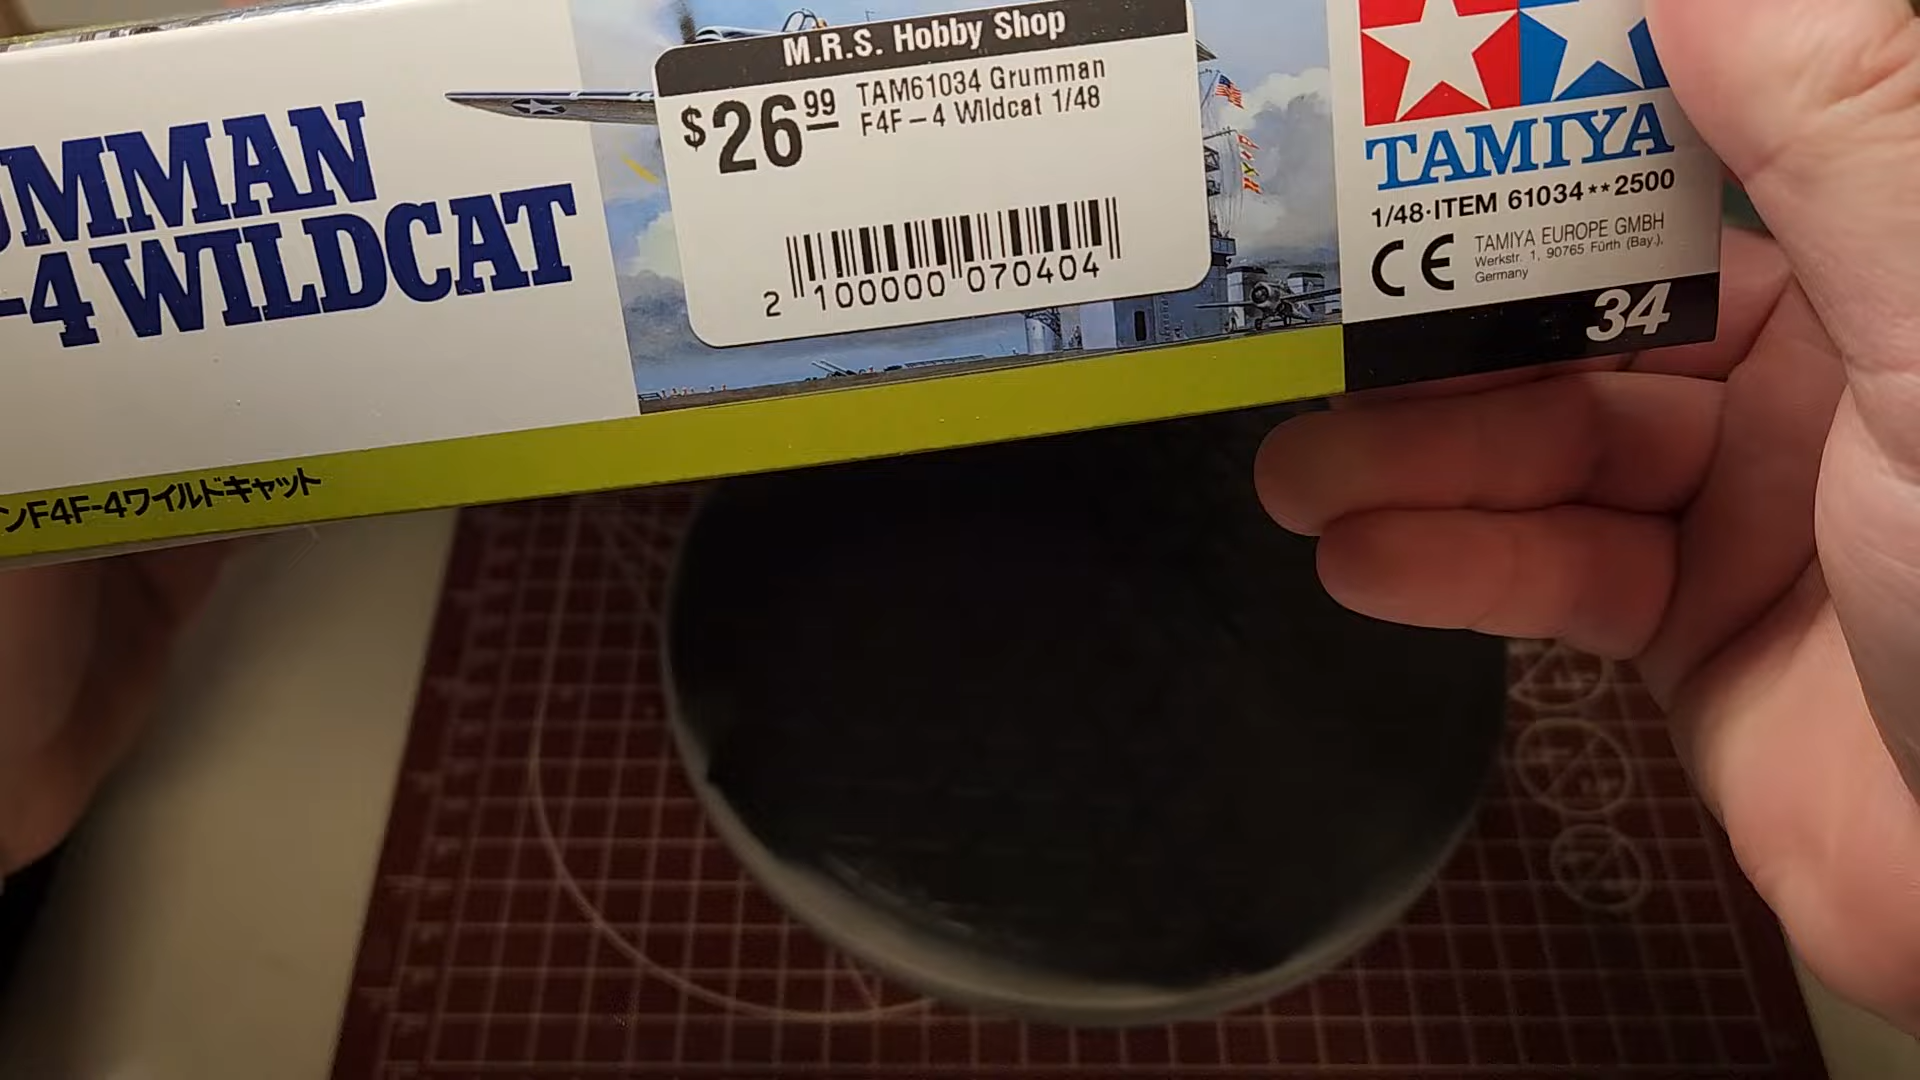 UMMAN
-4 WILDCAT
ンF4F-4ワイルドキャット
M.R.S. Hobby Shop
$26.99
TAM61034 Grumman
F4F-4 Wildcat 1/48
2 100000 070404
TAMIYA
1/48·ITEM 61034**2500
CE
TAMIYA EUROPE GMBH
Werkstr. 1, 90765 Fürth (Bay.),
Germany
34